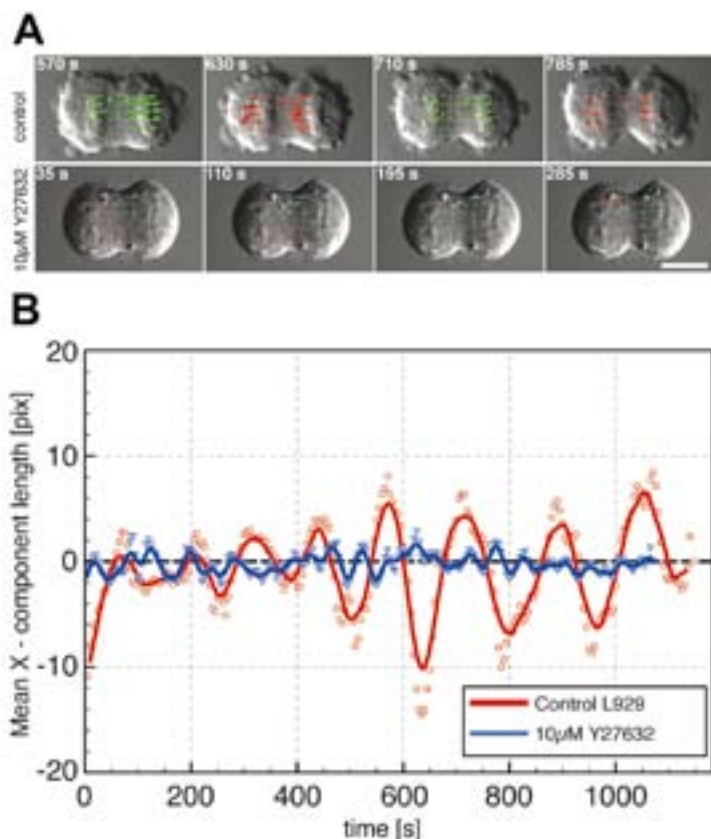 A
570 s 630 s 710 s 785 s
control
35 s 110 s 195 s 285 s
10µM Y27632
B
Mean X - component length [pix]
20
10
0
-10
-20
Control L929
10µM Y27632
0 200 400 600 800 1000
time [s]